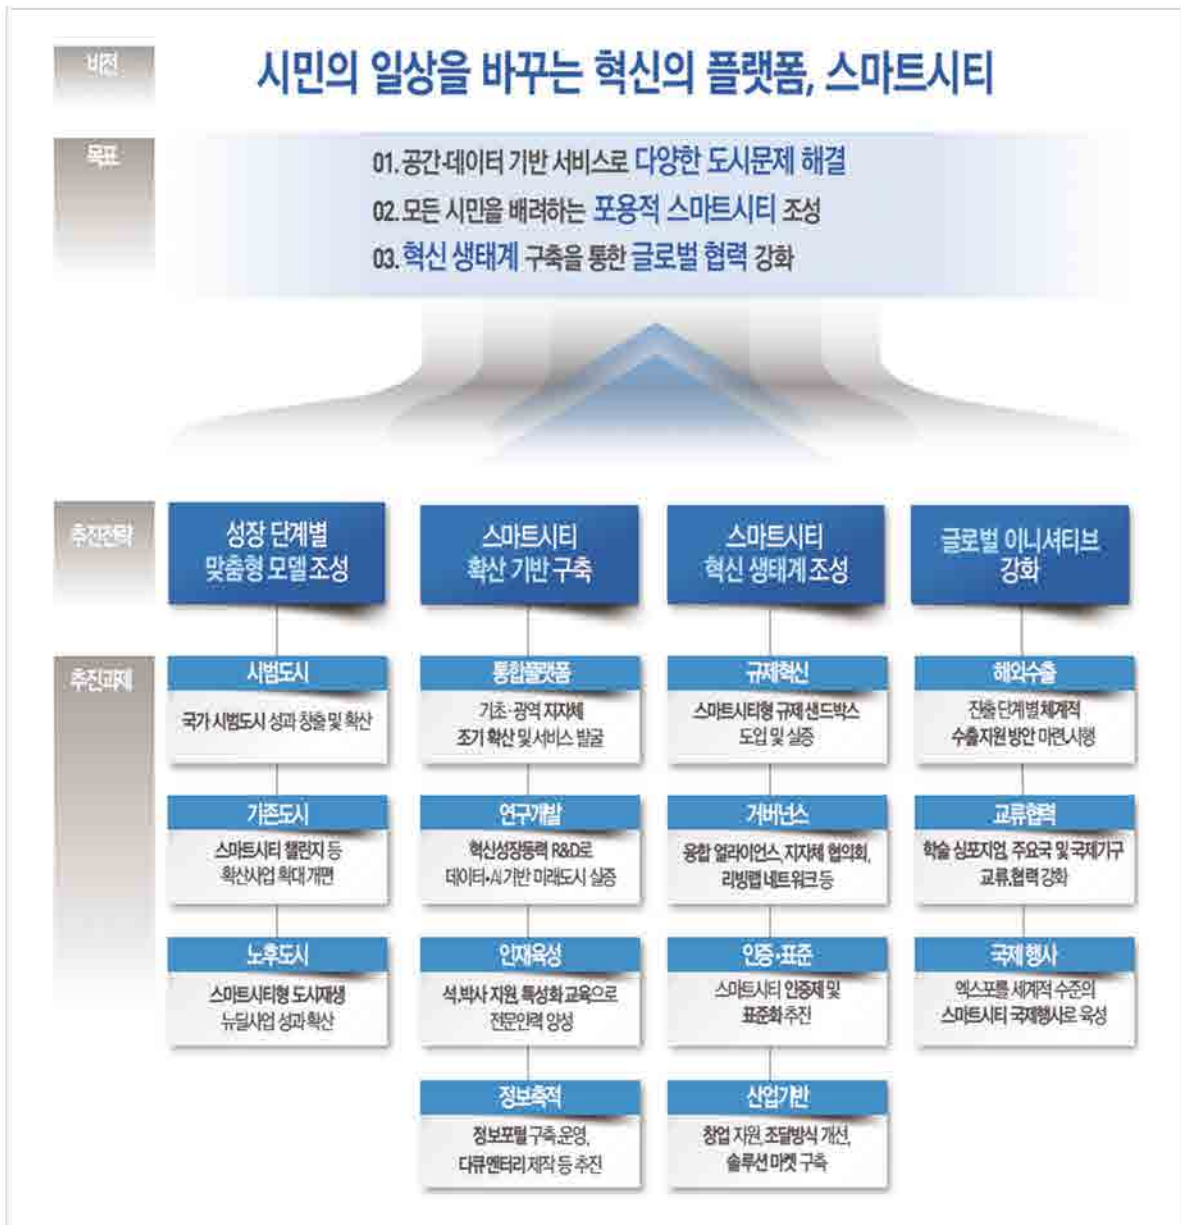 비전
시민의 일상을 바꾸는 혁신의 플랫폼, 스마트시티
목표
01. 공간·데이터 기반 서비스로 다양한 도시문제 해결
02. 모든 시민을 배려하는 포용적 스마트시티 조성
03. 혁신 생태계 구축을 통한 글로벌 협력 강화
추진전략
성장 단계별
맞춤형 모델 조성
스마트시티
확산 기반 구축
스마트시티
혁신 생태계 조성
글로벌 이니셔티브
강화
추진과제
시범도시
국가 시범도시 성과 창출 및 확산
기존도시
스마트시티 챌린지 등
확산사업 확대 개편
노후도시
스마트시티형 도시재생
뉴딜사업 성과 확산
통합플랫폼
기초·광역 지자체
조기 확산 및 서비스 발굴
연구개발
혁신성장동력 R&D로
데이터·AI 기반 미래도시 실증
인재육성
석.박사 지원, 특성화 교육으로
전문인력 양성
정보축적
정보포털 구축.운영,
다큐멘터리 제작 등 추진
규제혁신
스마트시티형 규제 샌드박스
도입 및 실증
거버넌스
융합 얼라이언스, 지자체 협의회,
리빙랩 네트워크 등
인증·표준
스마트시티 인증제 및
표준화 추진
산업기반
창업 지원, 조달방식 개선,
솔루션 마켓 구축
해외수출
진출 단계별 체계적
수출지원 방안 마련.시행
교류협력
학술 심포지엄, 주요국 및 국제기구
교류.협력 강화
국제행사
엑스포를 세계적 수준의
스마트시티 국제행사로 육성